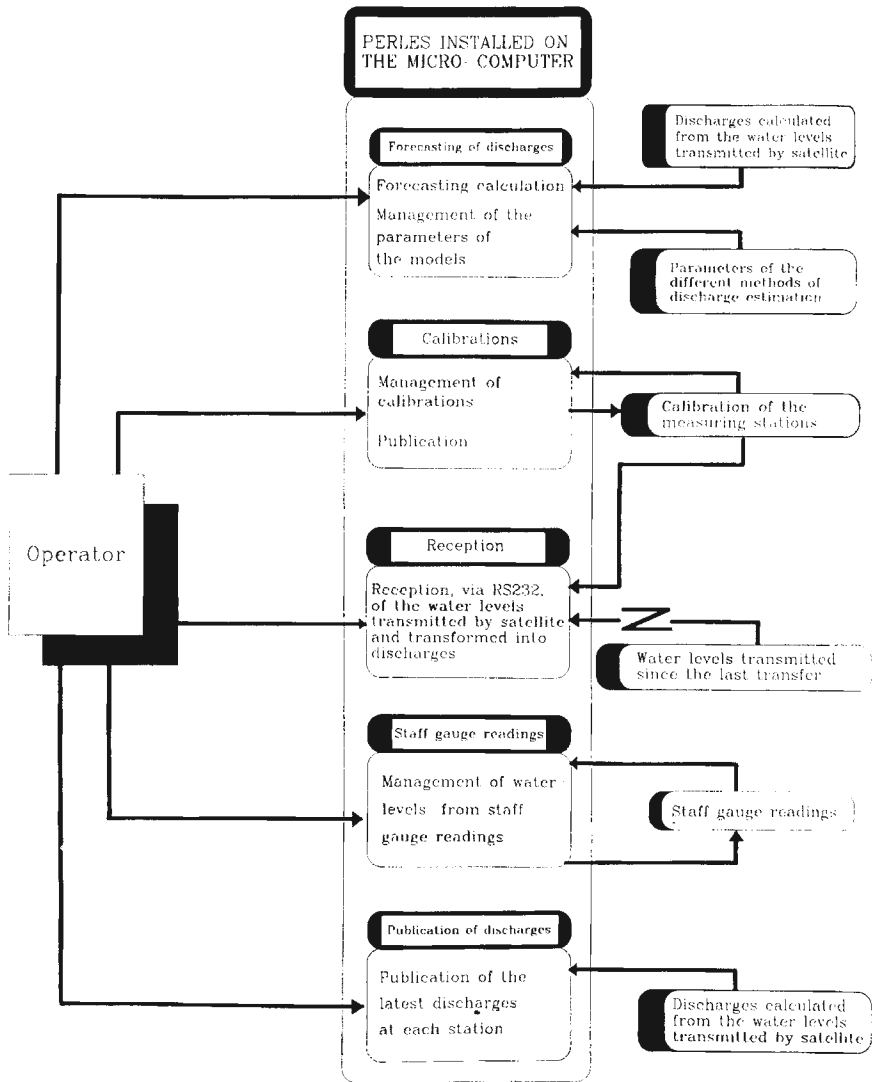 PERLES INSTALLED ON
THE MICRO- COMPUTER
Forecasting of discharges
Forecasting calculation
Management of the
parameters of
the models
Discharges calculated
from the water levels
transmitted by satellite
Parameters of the
different methods of
discharge estimation
Calibrations
Management of
calibrations
Publication
Calibration of the
measuring stations
Operator
Reception
Reception, via RS232,
of the water levels
transmitted by satellite
and transformed into
discharges
Water levels transmitted
since the last transfer
Staff gauge readings
Management of water
levels from staff
gauge readings
Staff gauge readings
Publication of discharges
Publication of the
latest discharges
at each station
Discharges calculated
from the water levels
transmitted by satellite